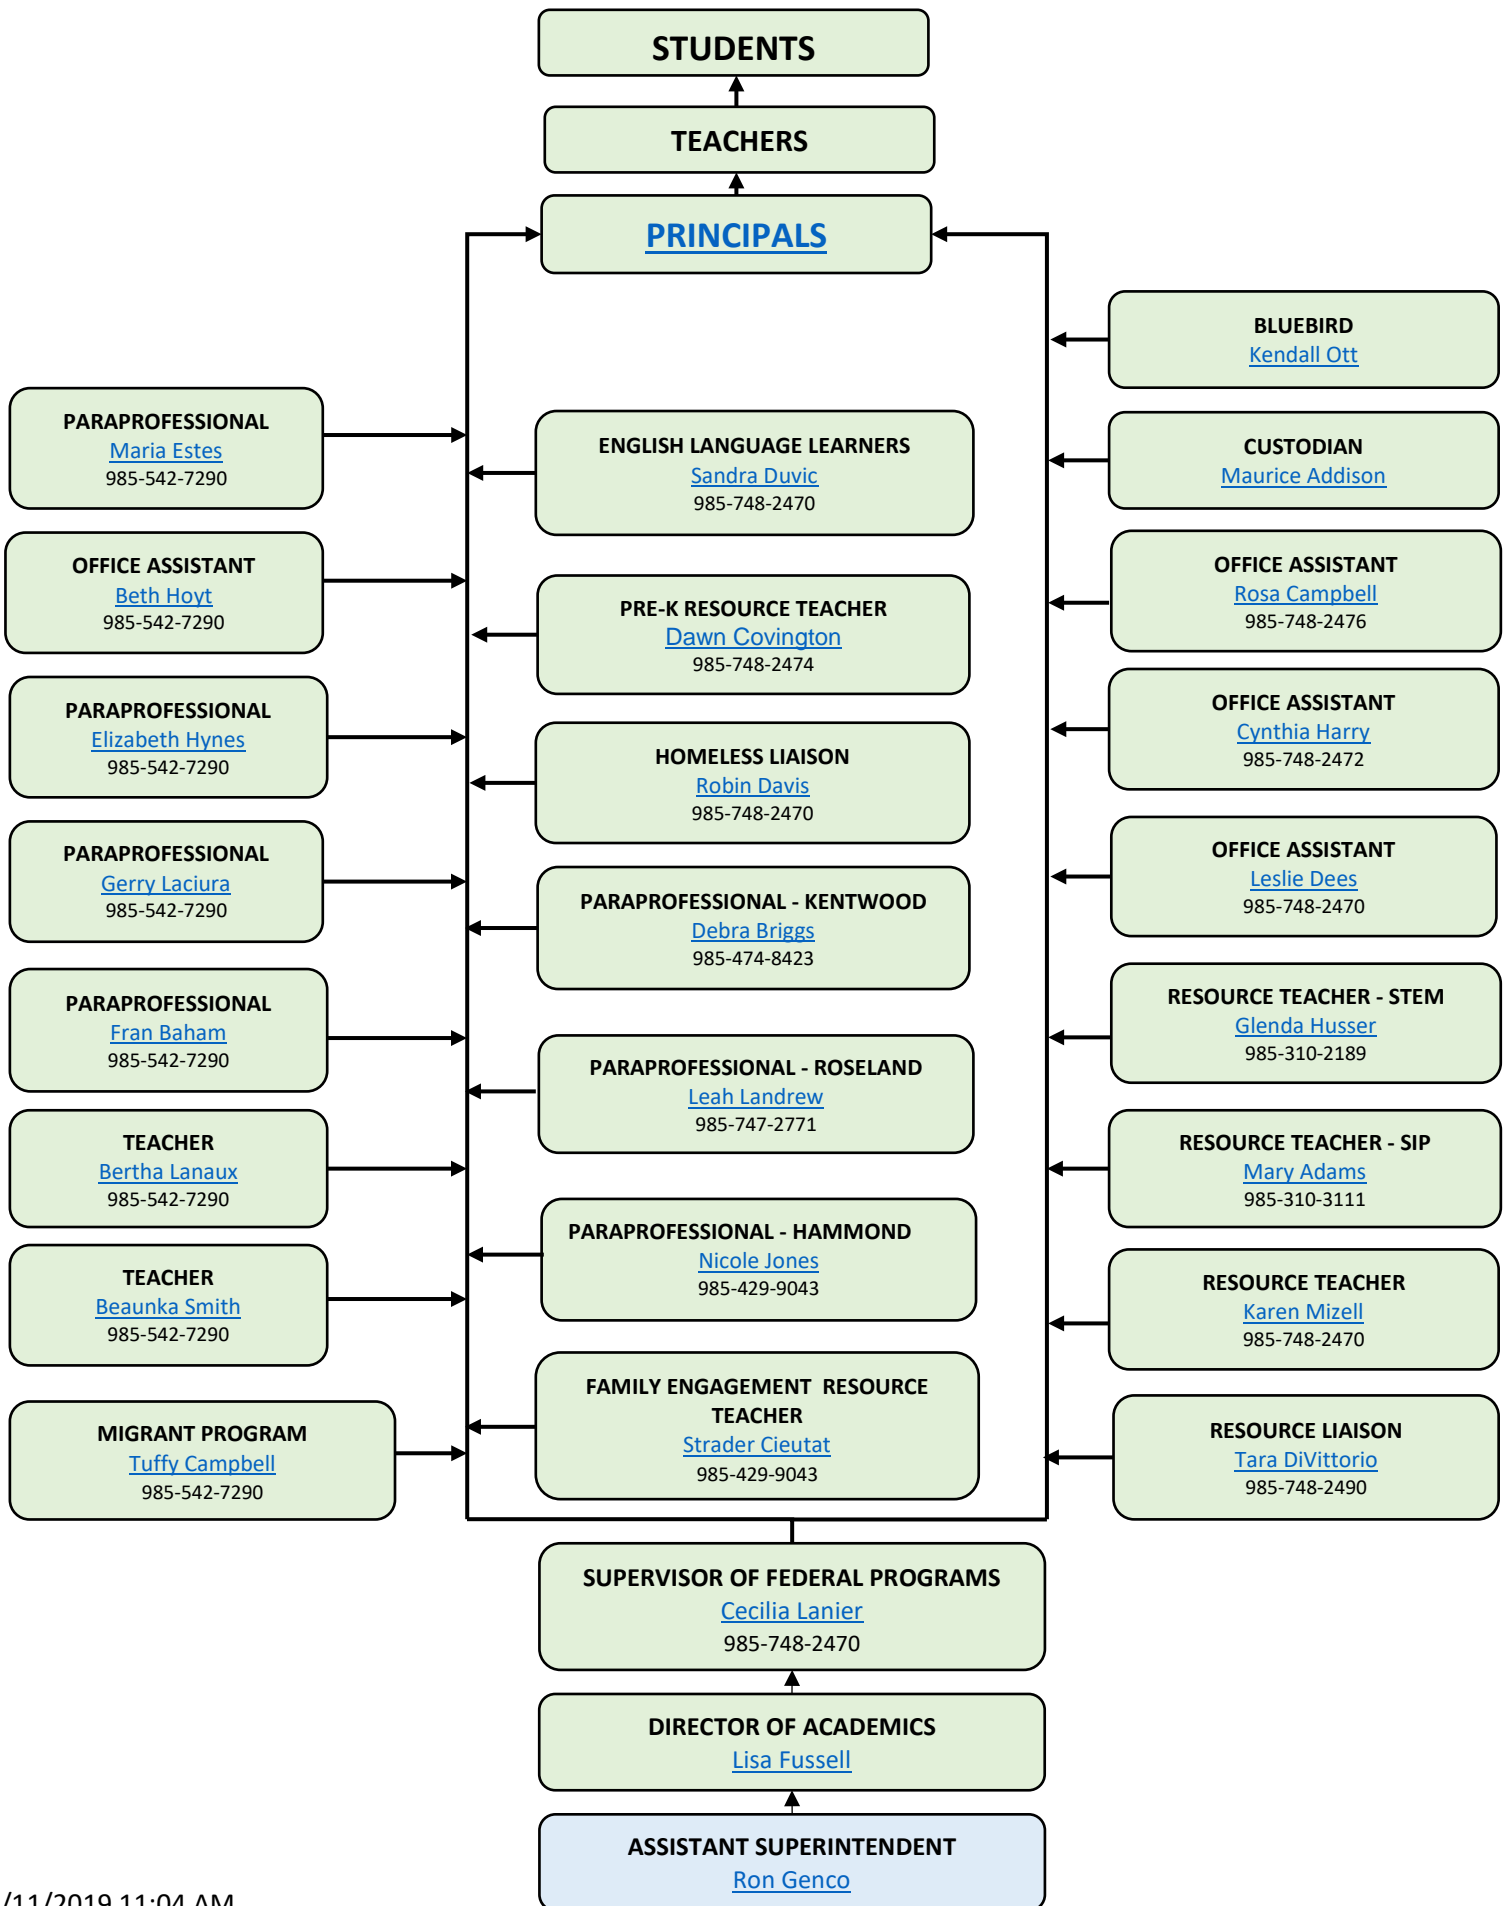 STUDENTS
TEACHERS
PRINCIPALS
BLUEBIRD
Kendall Ott
PARAPROFESSIONAL
Maria Estes
985-542-7290
ENGLISH LANGUAGE LEARNERS
Sandra Duvic
985-748-2470
CUSTODIAN
Maurice Addison
OFFICE ASSISTANT
Beth Hoyt
985-542-7290
PRE-K RESOURCE TEACHER
Dawn Covington
985-748-2474
OFFICE ASSISTANT
Rosa Campbell
985-748-2476
PARAPROFESSIONAL
Elizabeth Hynes
985-542-7290
HOMELESS LIAISON
Robin Davis
985-748-2470
OFFICE ASSISTANT
Cynthia Harry
985-748-2472
PARAPROFESSIONAL
Gerry Laciura
985-542-7290
PARAPROFESSIONAL - KENTWOOD
Debra Briggs
985-474-8423
OFFICE ASSISTANT
Leslie Dees
985-748-2470
PARAPROFESSIONAL
Fran Baham
985-542-7290
PARAPROFESSIONAL - ROSELAND
Leah Landrew
985-747-2771
RESOURCE TEACHER - STEM
Glenda Husser
985-310-2189
TEACHER
Bertha Lanaux
985-542-7290
PARAPROFESSIONAL - HAMMOND
Nicole Jones
985-429-9043
RESOURCE TEACHER - SIP
Mary Adams
985-310-3111
TEACHER
Beaunka Smith
985-542-7290
FAMILY ENGAGEMENT  RESOURCE
TEACHER
Strader Cieutat
985-429-9043
RESOURCE TEACHER
Karen Mizell
985-748-2470
MIGRANT PROGRAM
Tuffy Campbell
985-542-7290
RESOURCE LIAISON
Tara DiVittorio
985-748-2490
SUPERVISOR OF FEDERAL PROGRAMS
Cecilia Lanier
985-748-2470
DIRECTOR OF ACADEMICS
Lisa Fussell
ASSISTANT SUPERINTENDENT
Ron Genco
/11/2019 11:04 AM